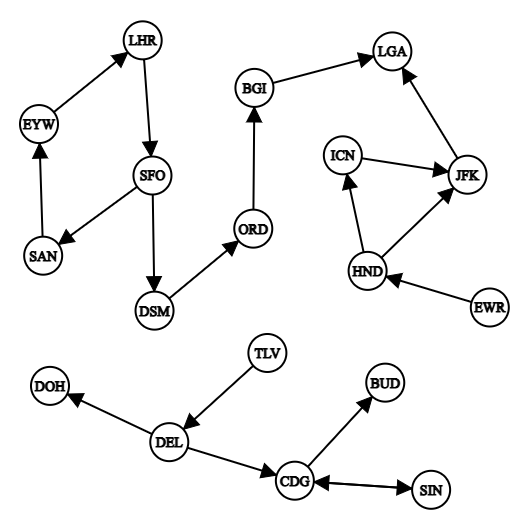 LHR
LGA
BGI
EYW
ICN
SFO
JFK
ORD
SAN
HND
DSM
EWR
TLV
DOH
BUD
DEL
CDG
SIN